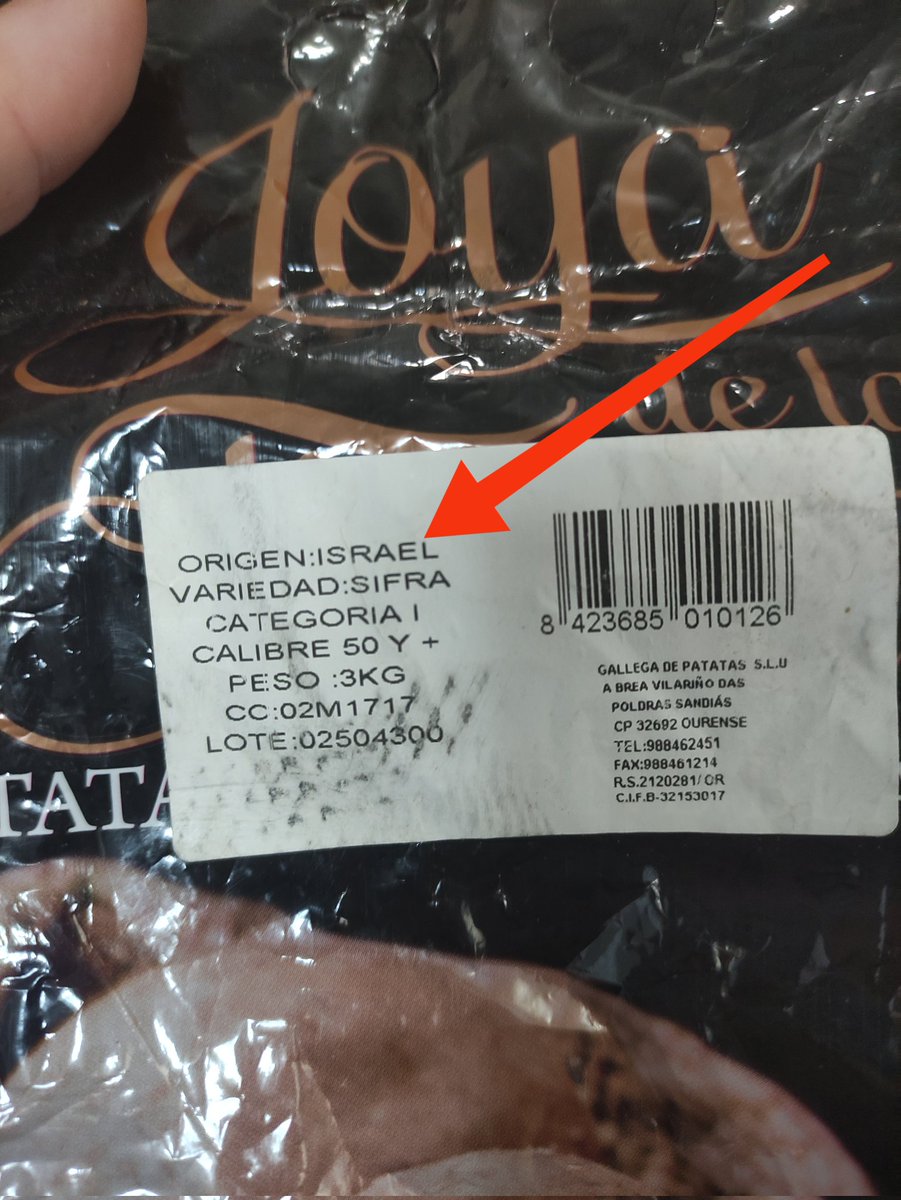 Joya
de la
ORIGEN:ISRAEL
VARIEDAD:SIFRA
CATEGORIA I
CALIBRE 50 Y +
PESO :3KG
CC:02M1717
LOTE:02504300
8 423685 010126
GALLEGA DE PATATAS S.L.U
A BREA VILARIÑO DAS
POLDRAS SANDIÁS
CP 32692 OURENSE
TEL:988462451
FAX:988461214
R.S.2120281/OR
C.I.F.B-32153017
TATA